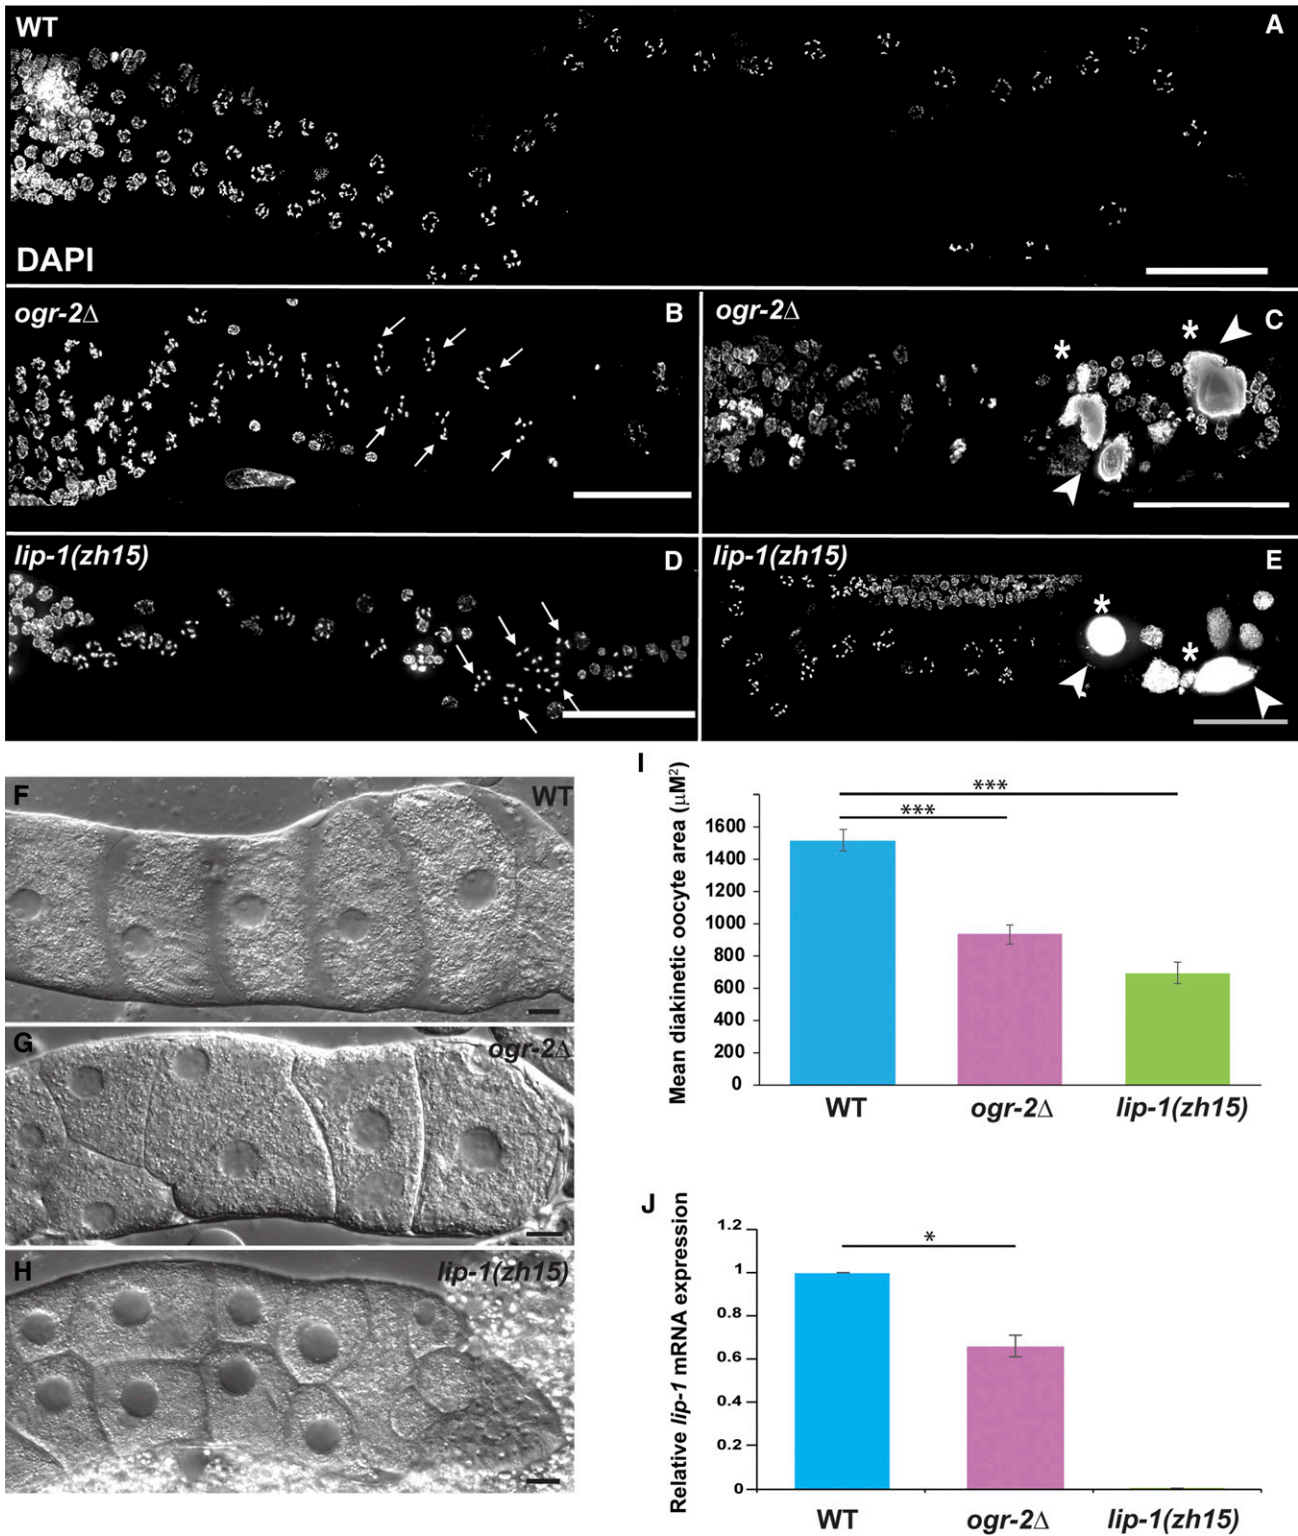 WT
A
DAPI
ogr-2Δ
B
ogr-2Δ
C
*
*
lip-1(zh15)
D
lip-1(zh15)
E
*
*
F
WT
G
ogr-2Δ
H
lip-1(zh15)
I
Mean diakinetic oocyte area (µM²)
1600
1400
1200
1000
800
600
400
200
0
***
***
WT
ogr-2Δ
lip-1(zh15)
J
Relative lip-1 mRNA expression
1.2
1
0.8
0.6
0.4
0.2
0
*
WT
ogr-2Δ
lip-1(zh15)